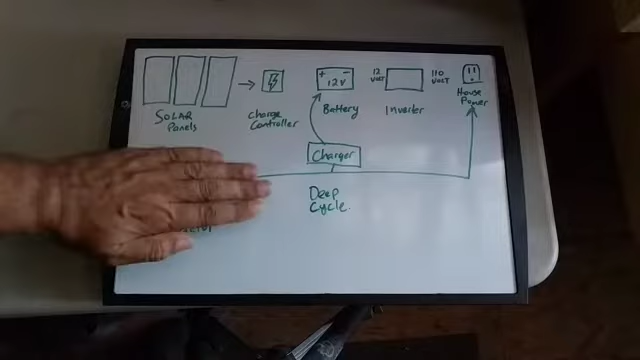 SOLAR
Panels
Charge
Controller
+ -
12V
Battery
12
VOLT
Inverter
110
VOLT
House
Power
Charger
Deep
Cycle